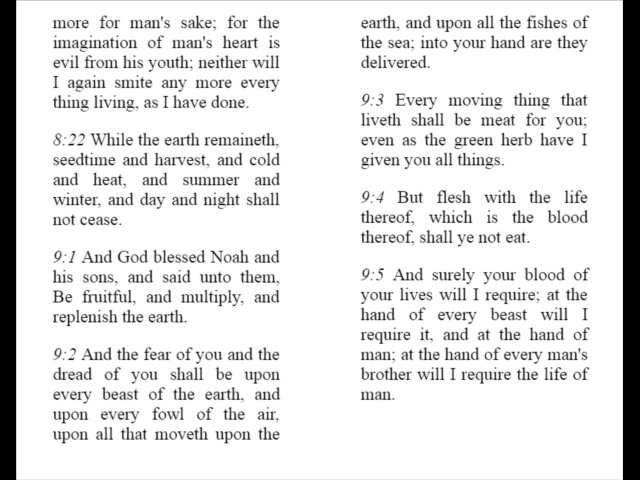 more for man's sake; for the
imagination of man's heart is
evil from his youth; neither will
I again smite any more every
thing living, as I have done.
8:22 While the earth remaineth,
seedtime and harvest, and cold
and heat, and summer and
winter, and day and night shall
not cease.
9:1 And God blessed Noah and
his sons, and said unto them,
Be fruitful, and multiply, and
replenish the earth.
9:2 And the fear of you and the
dread of you shall be upon
every beast of the earth, and
upon every fowl of the air,
upon all that moveth upon the
earth, and upon all the fishes of
the sea; into your hand are they
delivered.
9:3 Every moving thing that
liveth shall be meat for you;
even as the green herb have I
given you all things.
9:4 But flesh with the life
thereof, which is the blood
thereof, shall ye not eat.
9:5 And surely your blood of
your lives will I require; at the
hand of every beast will I
require it, and at the hand of
man; at the hand of every man's
brother will I require the life of
man.